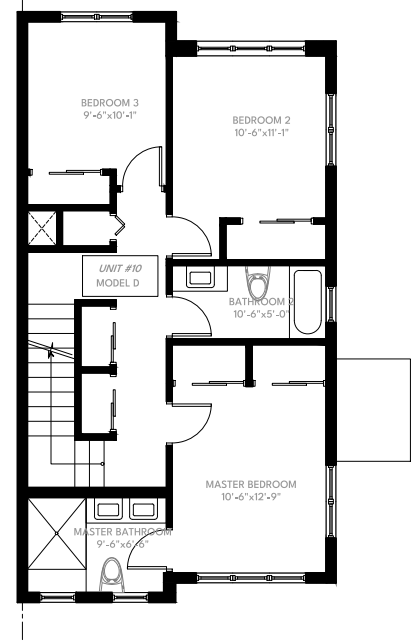 BEDROOM 3
9'-6"x10'-1"
BEDROOM 2
10'-6"x11'-1"
UNIT #10
MODEL D
BATHROOM 2
10'-6"x5'-0"
MASTER BEDROOM
10'-6"x12'-9"
MASTER BATHROOM
9'-6"x6'-6"